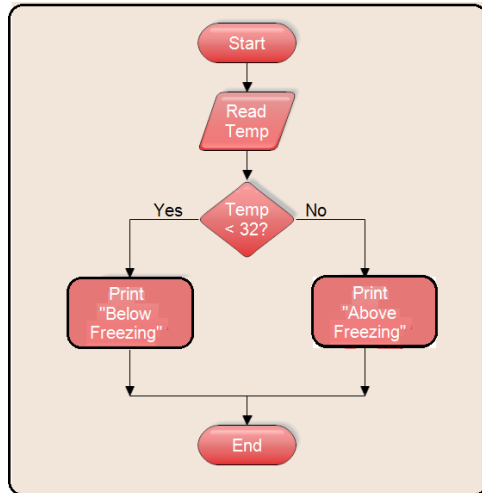 Start
Read
Temp
Yes
Temp
< 32?
No
Print
"Below
Freezing"
Print
"Above
Freezing"
End